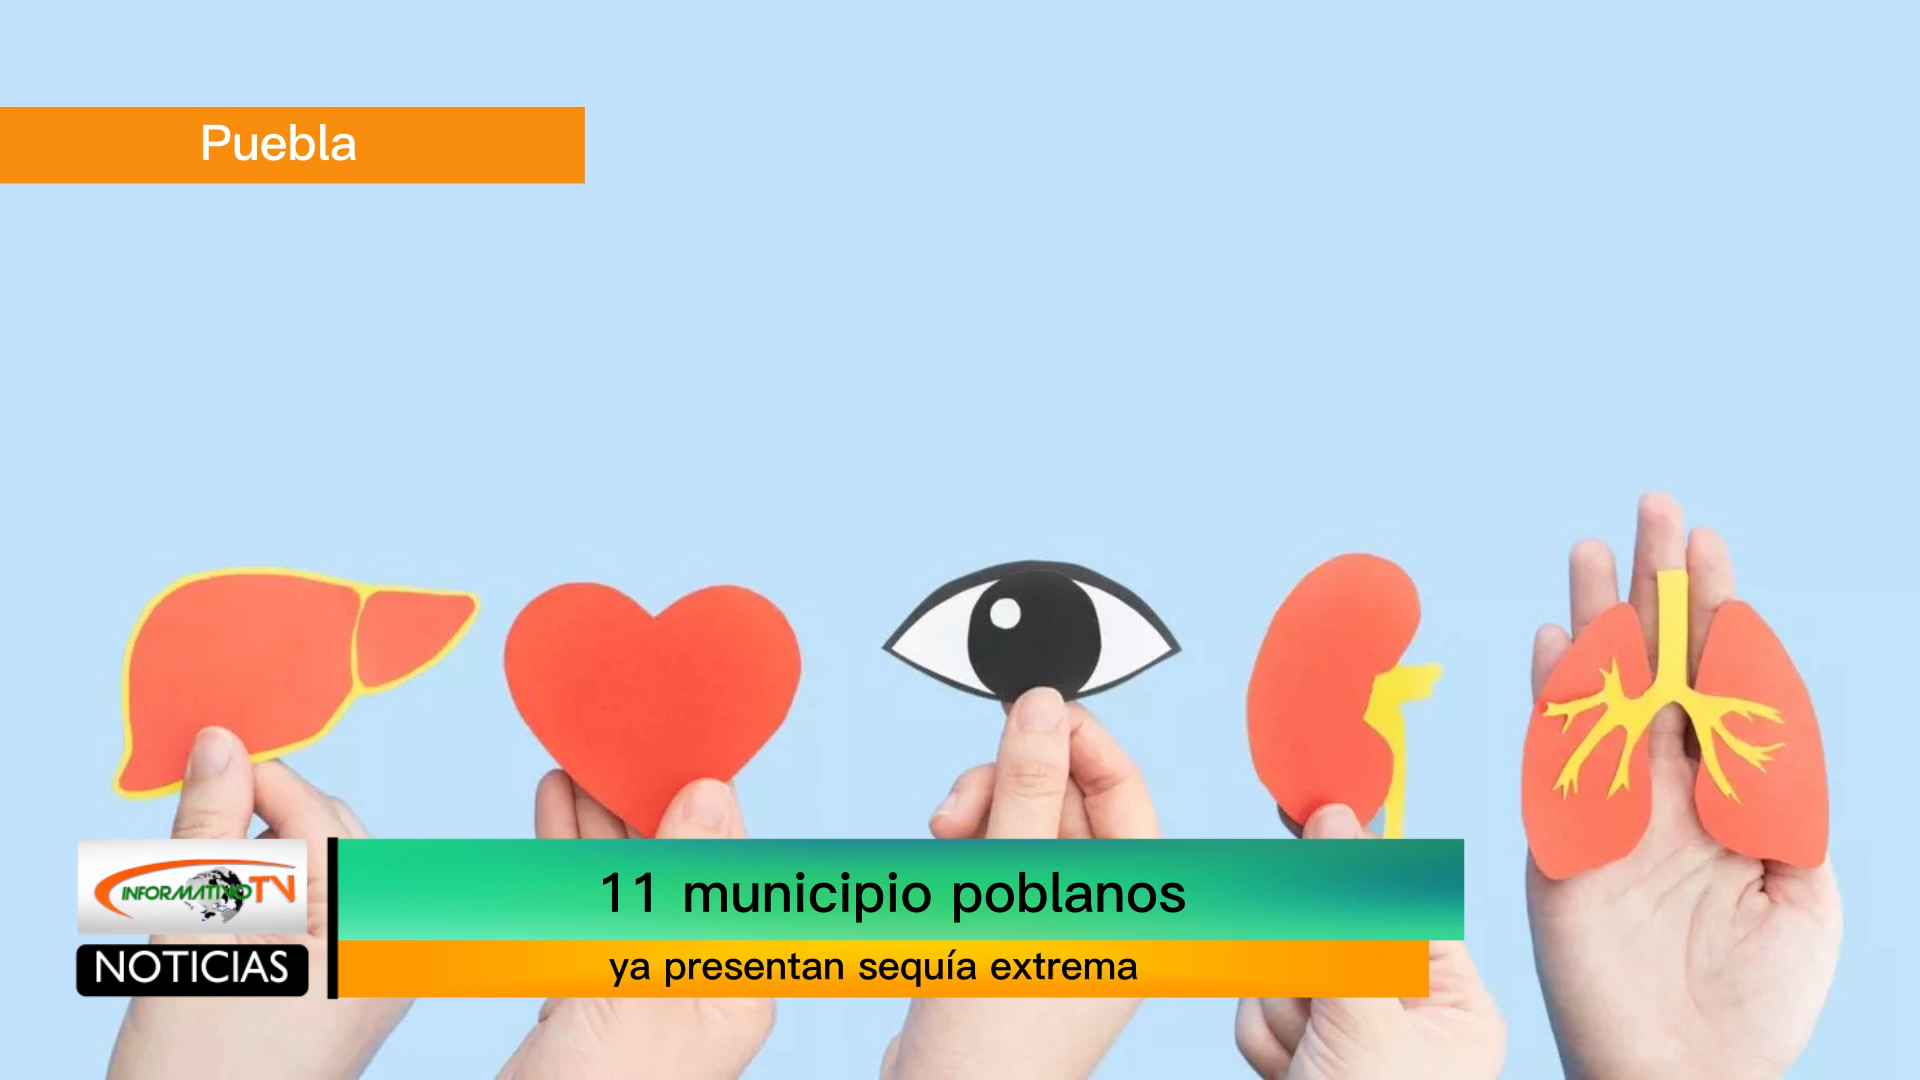 Puebla
INFORMATIVO TV
NOTICIAS
11 municipio poblanos
ya presentan sequía extrema